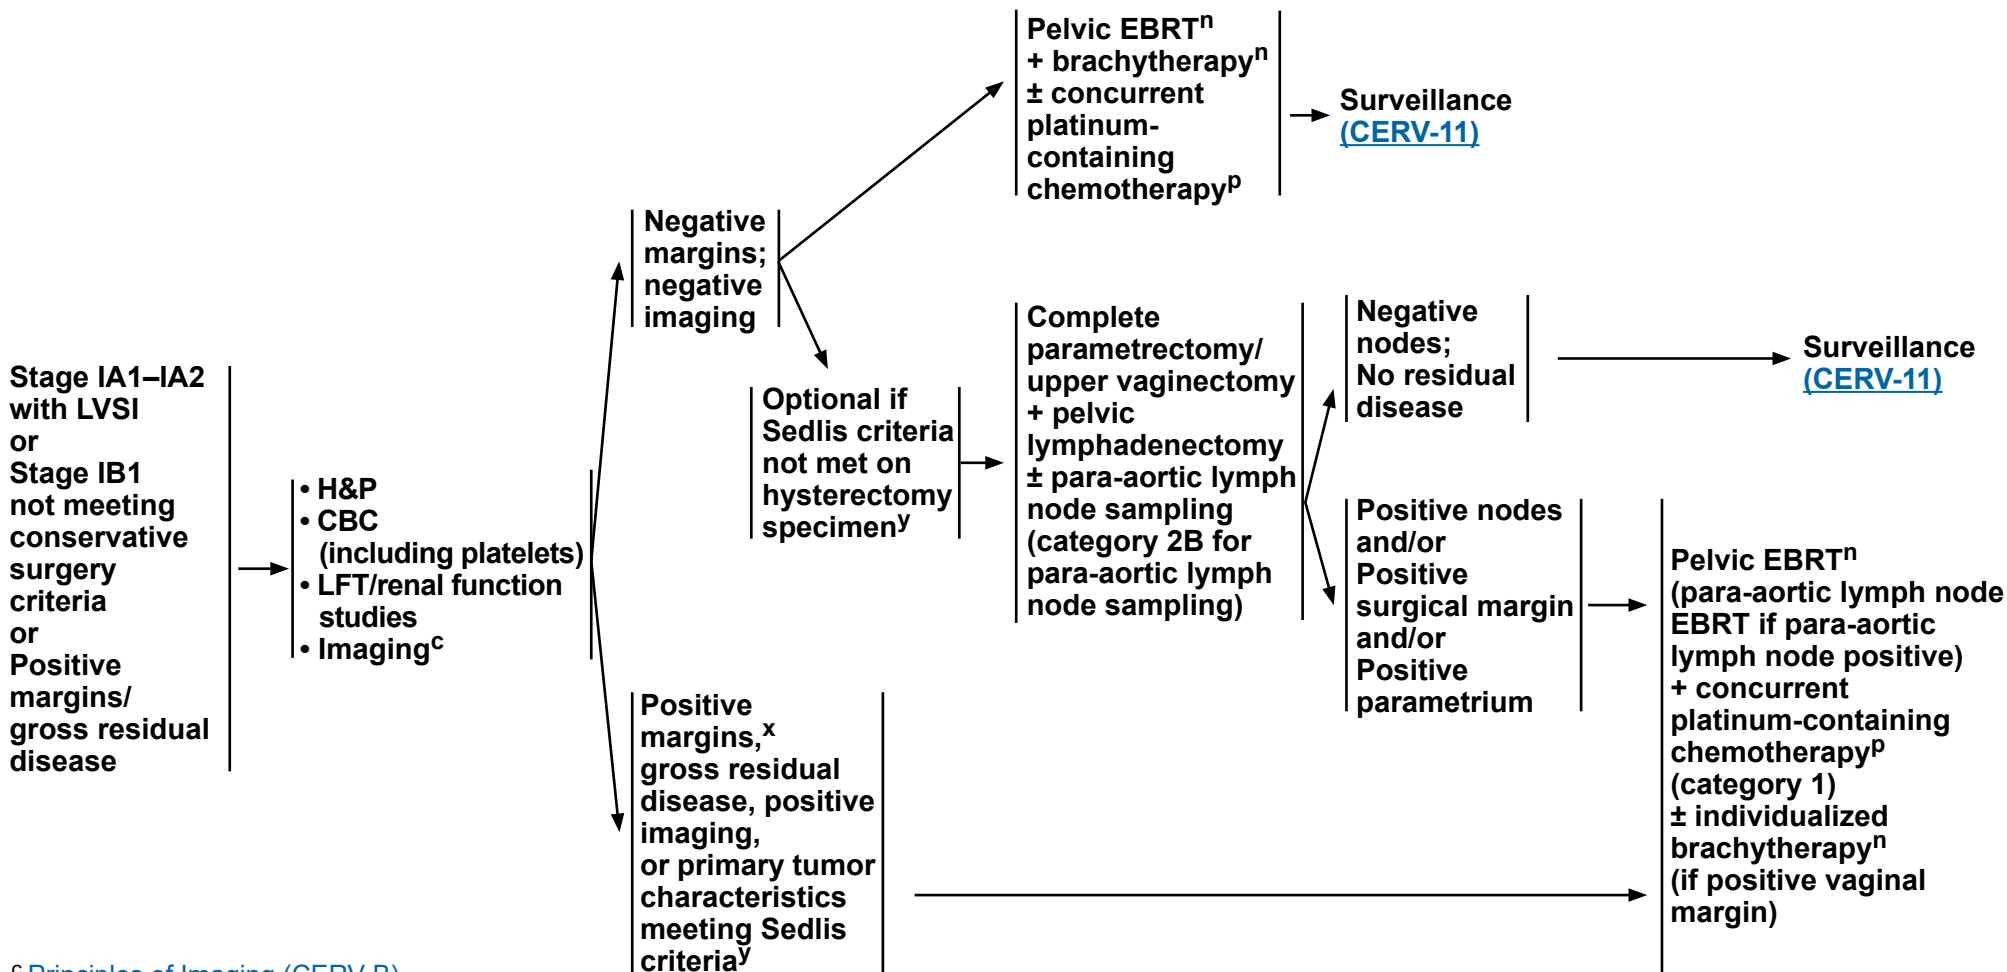 Stage IA1–IA2
with LVSI
or
Stage IB1
not meeting
conservative
surgery
criteria
or
Positive
margins/
gross residual
disease
• H&P
• CBC
(including platelets)
• LFT/renal function
studies
• Imagingᶜ
Negative
margins;
negative
imaging
Pelvic EBRTⁿ
+ brachytherapyⁿ
± concurrent
platinum-
containing
chemotherapyᵖ
Surveillance
(CERV-11)
Optional if
Sedlis criteria
not met on
hysterectomy
specimenʸ
Complete
parametrectomy/
upper vaginectomy
+ pelvic
lymphadenectomy
± para-aortic lymph
node sampling
(category 2B for
para-aortic lymph
node sampling)
Negative
nodes;
No residual
disease
Surveillance
(CERV-11)
Positive nodes
and/or
Positive
surgical margin
and/or
Positive
parametrium
Positive
margins,ˣ
gross residual
disease, positive
imaging,
or primary tumor
characteristics
meeting Sedlis
criteriaʸ
Pelvic EBRTⁿ
(para-aortic lymph node
EBRT if para-aortic
lymph node positive)
+ concurrent
platinum-containing
chemotherapyᵖ
(category 1)
± individualized
brachytherapyⁿ
(if positive vaginal
margin)
ᶜ Principles of Imaging (CERV-B)